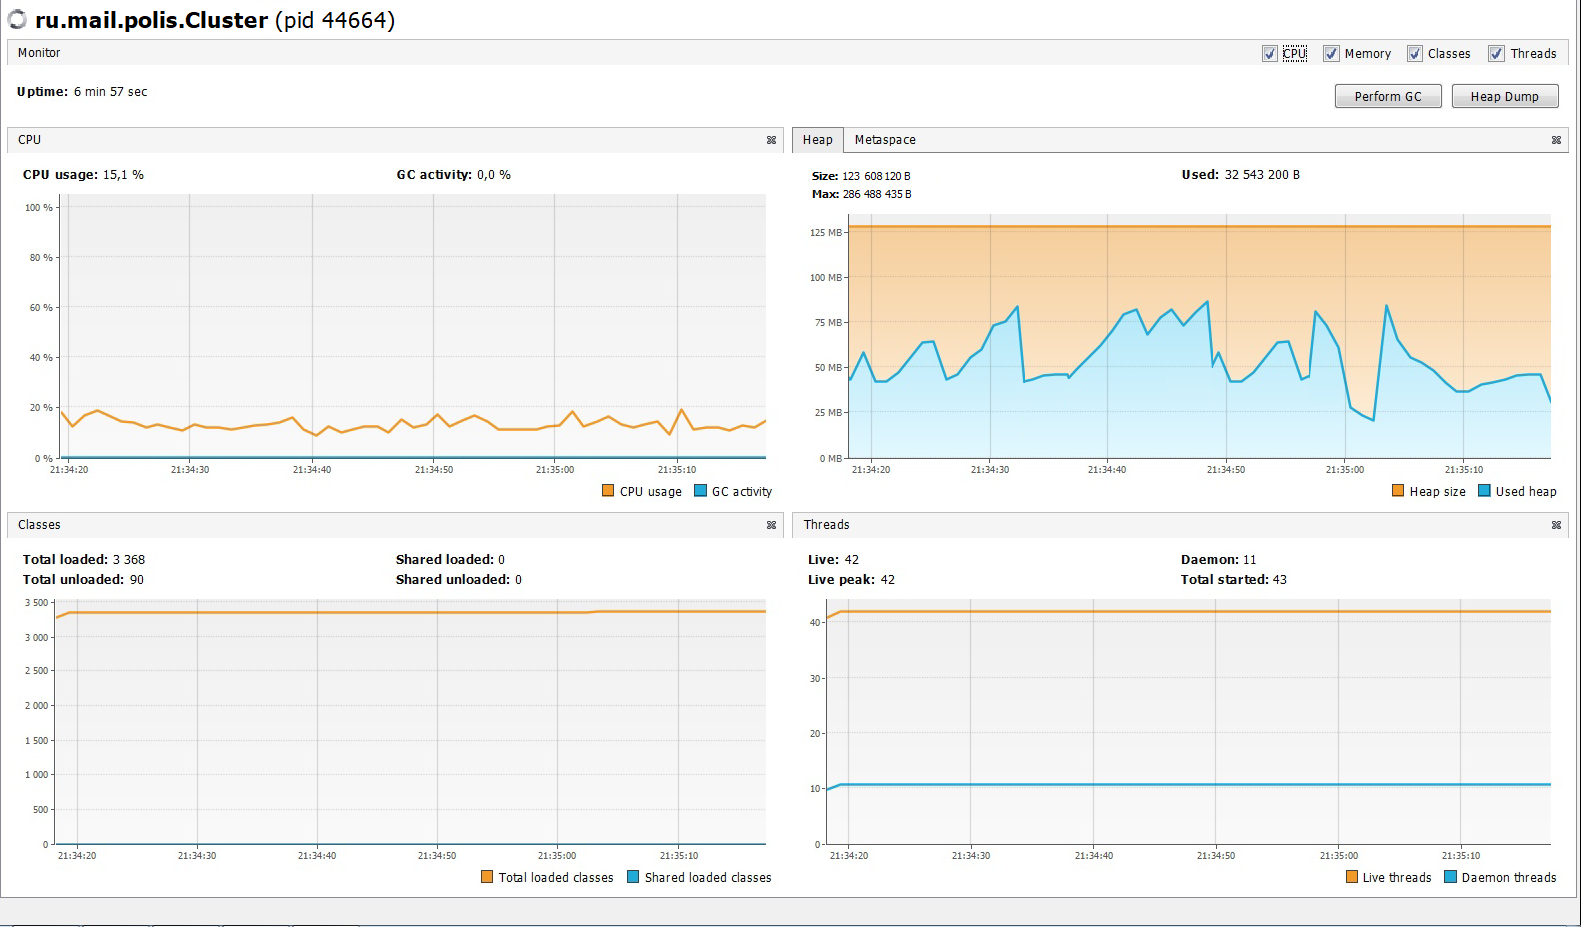 ru.mail.polis.Cluster (pid 44664)
Monitor
CPU Memory Classes Threads
Uptime: 6 min 57 sec
Perform GC Heap Dump
CPU
CPU usage: 15,1 % GC activity: 0,0 %
100 %
80 %
60 %
40 %
20 %
0 %
21:34:20 21:34:30 21:34:40 21:34:50 21:35:00 21:35:10
CPU usage GC activity
Heap Metaspace
Size: 123 608 120 B Used: 32 543 200 B
Max: 286 488 435 B
125 MB
100 MB
75 MB
50 MB
25 MB
0 MB
21:34:20 21:34:30 21:34:40 21:34:50 21:35:00 21:35:10
Heap size Used heap
Classes
Total loaded: 3 368 Shared loaded: 0
Total unloaded: 90 Shared unloaded: 0
3 500
3 000
2 500
2 000
1 500
1 000
500
0
21:34:20 21:34:30 21:34:40 21:34:50 21:35:00 21:35:10
Total loaded classes Shared loaded classes
Threads
Live: 42 Daemon: 11
Live peak: 42 Total started: 43
40
30
20
10
0
21:34:20 21:34:30 21:34:40 21:34:50 21:35:00 21:35:10
Live threads Daemon threads